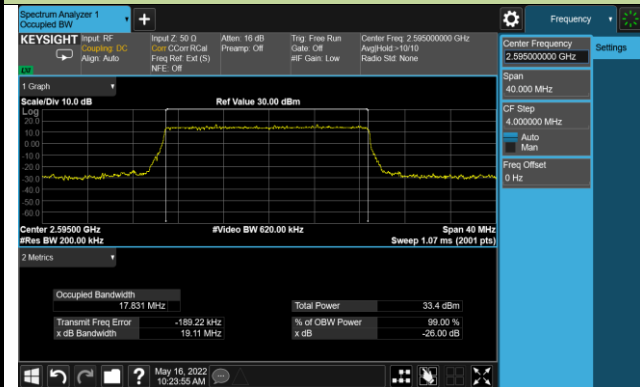 Spectrum Analyzer 1
Occupied BW
+
Frequency
KEYSIGHT
Input: RF
Coupling: DC
Align: Auto
Input Z: 50 Ω
Corr CCorr RCal
Freq Ref: Ext (S)
NFE: Off
Atten: 16 dB
Preamp: Off
Trig: Free Run
Gate: Off
#IF Gain: Low
Center Freq: 2.595000000 GHz
Avg|Hold:>10/10
Radio Std: None
Center Frequency
2.595000000 GHz
Settings
Span
40.000 MHz
CF Step
4.000000 MHz
Auto
Man
Freq Offset
0 Hz
1 Graph
Scale/Div 10.0 dB
Ref Value 30.00 dBm
Log
20.0
10.0
0.00
-10.0
-20.0
-30.0
-40.0
-50.0
-60.0
Center 2.59500 GHz
#Video BW 620.00 kHz
Span 40 MHz
#Res BW 200.00 kHz
Sweep 1.07 ms (2001 pts)
2 Metrics
Occupied Bandwidth
17.831 MHz
Total Power
33.4 dBm
Transmit Freq Error
-189.22 kHz
% of OBW Power
99.00 %
x dB Bandwidth
19.11 MHz
x dB
-26.00 dB
?
May 16, 2022
10:23:55 AM